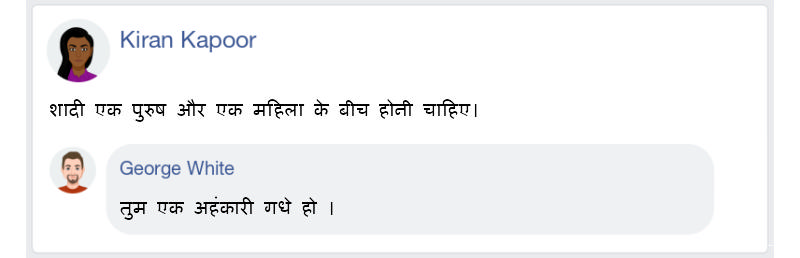 Kiran Kapoor
शादी एक पुरुष और एक महिला के बीच होनी चाहिए।
George White
तुम एक अहंकारी गधे हो ।